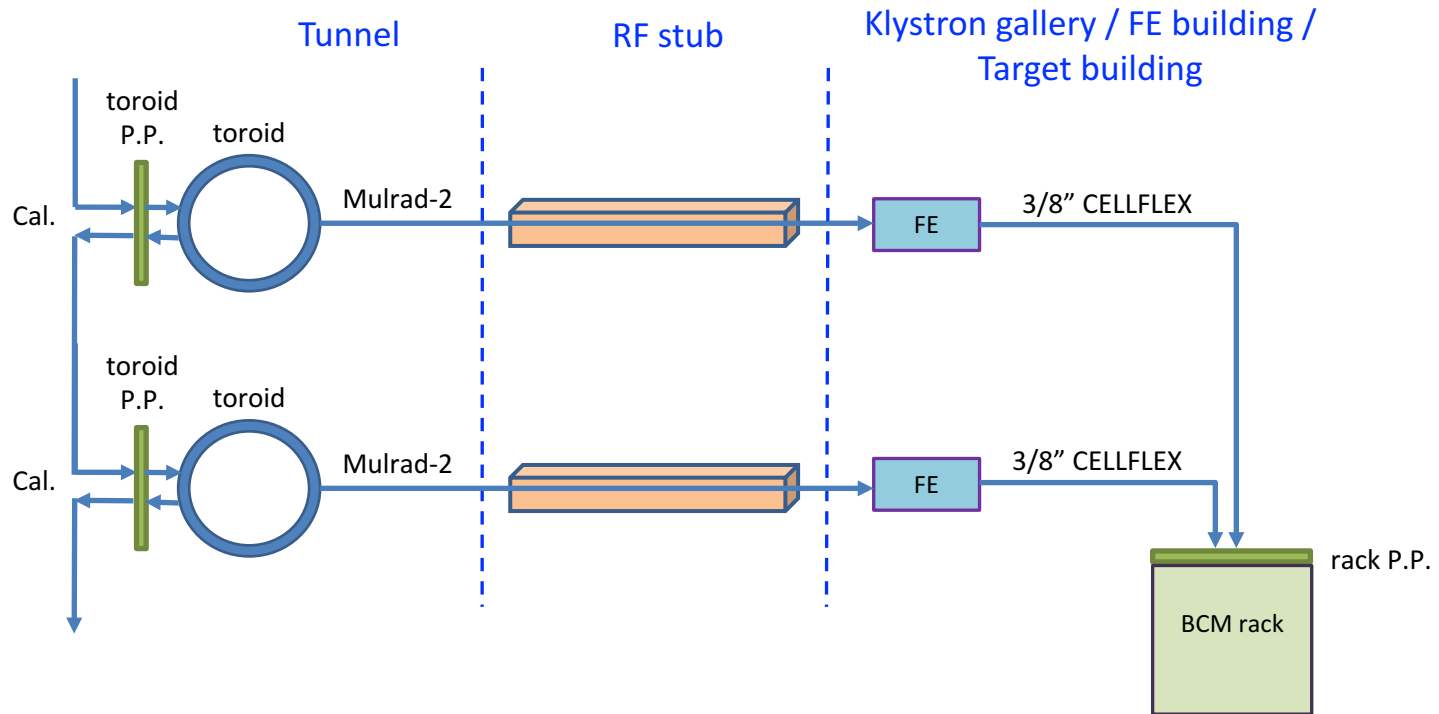 Tunnel
RF stub
Klystron gallery / FE building /
Target building
toroid
P.P.
toroid
Cal.
Mulrad-2
FE
3/8” CELLFLEX
toroid
P.P.
toroid
Cal.
Mulrad-2
FE
3/8” CELLFLEX
rack P.P.
BCM rack